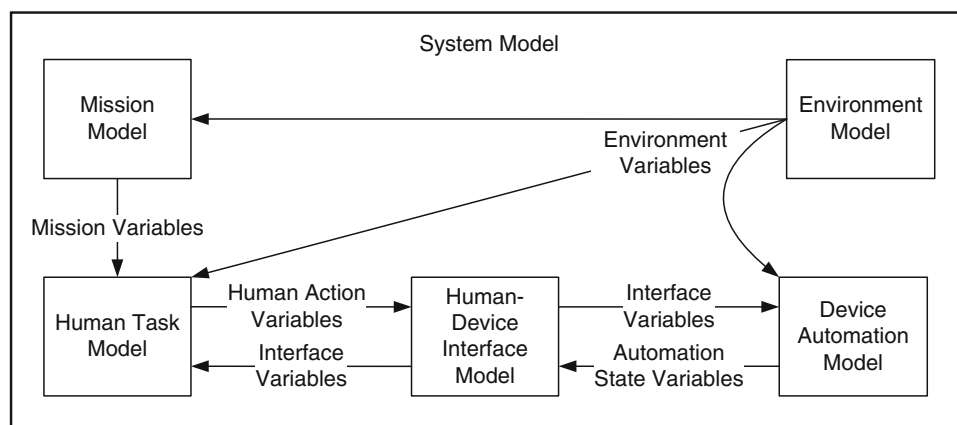 System Model
Mission
Model
Environment
Model
Environment
Variables
Mission Variables
Human Task
Model
Human Action
Variables
Interface
Variables
Human-
Device
Interface
Model
Interface
Variables
Automation
State Variables
Device
Automation
Model